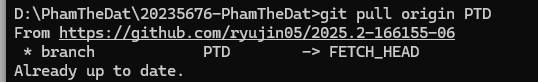 D:\PhamTheDat\20235676-PhamTheDat>git pull origin PTD
From https://github.com/ryujin05/2025.2-166155-06
 * branch            PTD        -> FETCH_HEAD
Already up to date.